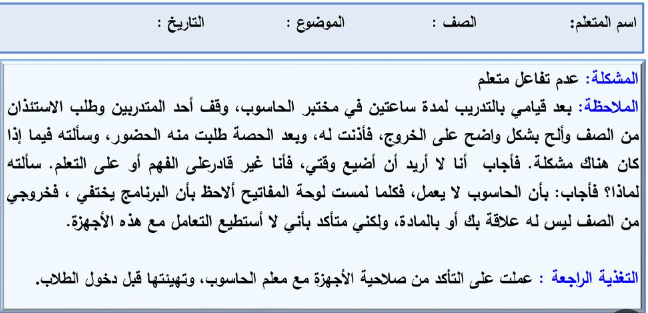 اسم المتعلم: الصف : الموضوع : التاريخ :
المشكلة: عدم تفاعل متعلم
الملاحظة: بعد قيامي بالتدريب لمدة ساعتين في مختبر الحاسوب، وقف أحد المتدربين وطلب الاستئذان
من الصف وألح بشكل واضح على الخروج، فأذنت له، وبعد الحصة طلبت منه الحضور، وسألته فيما إذا
كان هناك مشكلة. فأجاب أنا لا أريد أن أضيع وقتي، فأنا غير قادرعلى الفهم أو على التعلم. سألته
لماذا؟ فأجاب: بأن الحاسوب لا يعمل، فكلما لمست لوحة المفاتيح ألاحظ بأن البرنامج يختفي ، فخروجي
من الصف ليس له علاقة بك أو بالمادة، ولكني متأكد بأني لا أستطيع التعامل مع هذه الأجهزة.
التغذية الراجعة : عملت على التأكد من صلاحية الأجهزة مع معلم الحاسوب، وتهيئتها قبل دخول الطلاب.